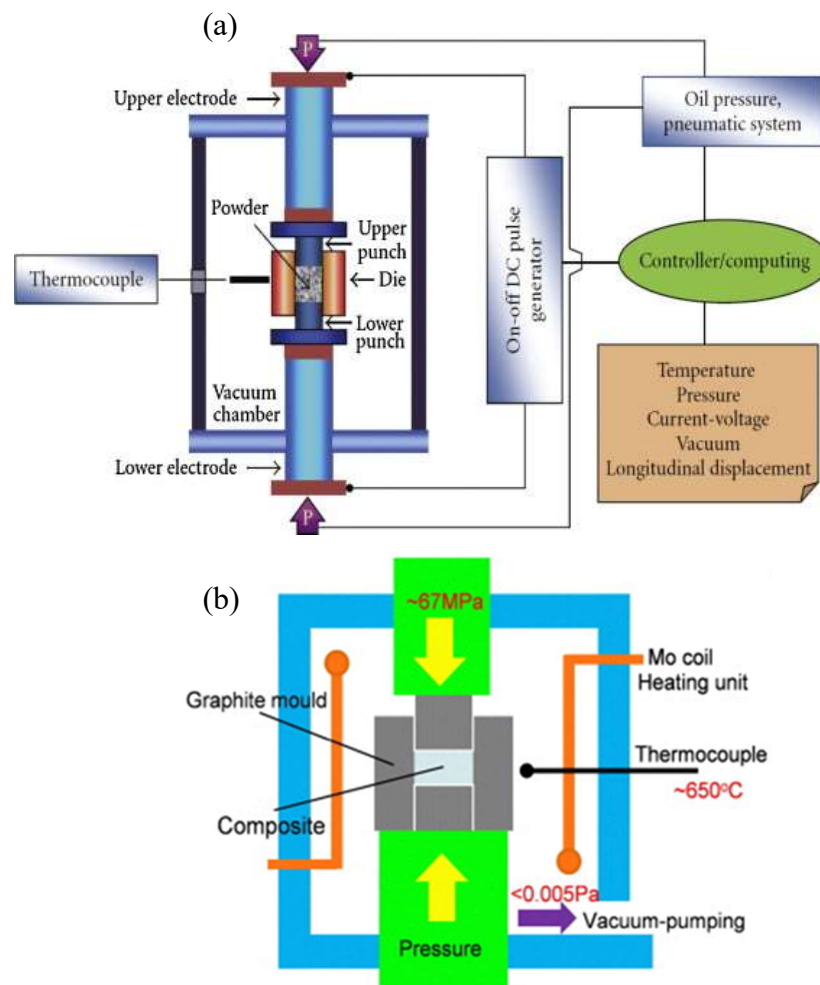 (a)
P
Upper electrode
Oil pressure,
pneumatic system
Powder
Upper
punch
Thermocouple
Die
On-off DC pulse
generator
Controller/computing
Lower
punch
Vacuum
chamber
Temperature
Pressure
Current-voltage
Vacuum
Longitudinal displacement
Lower electrode
P
(b)
~67MPa
Mo coil
Heating unit
Graphite mould
Thermocouple
~650°C
Composite
<0.005Pa
Vacuum-pumping
Pressure